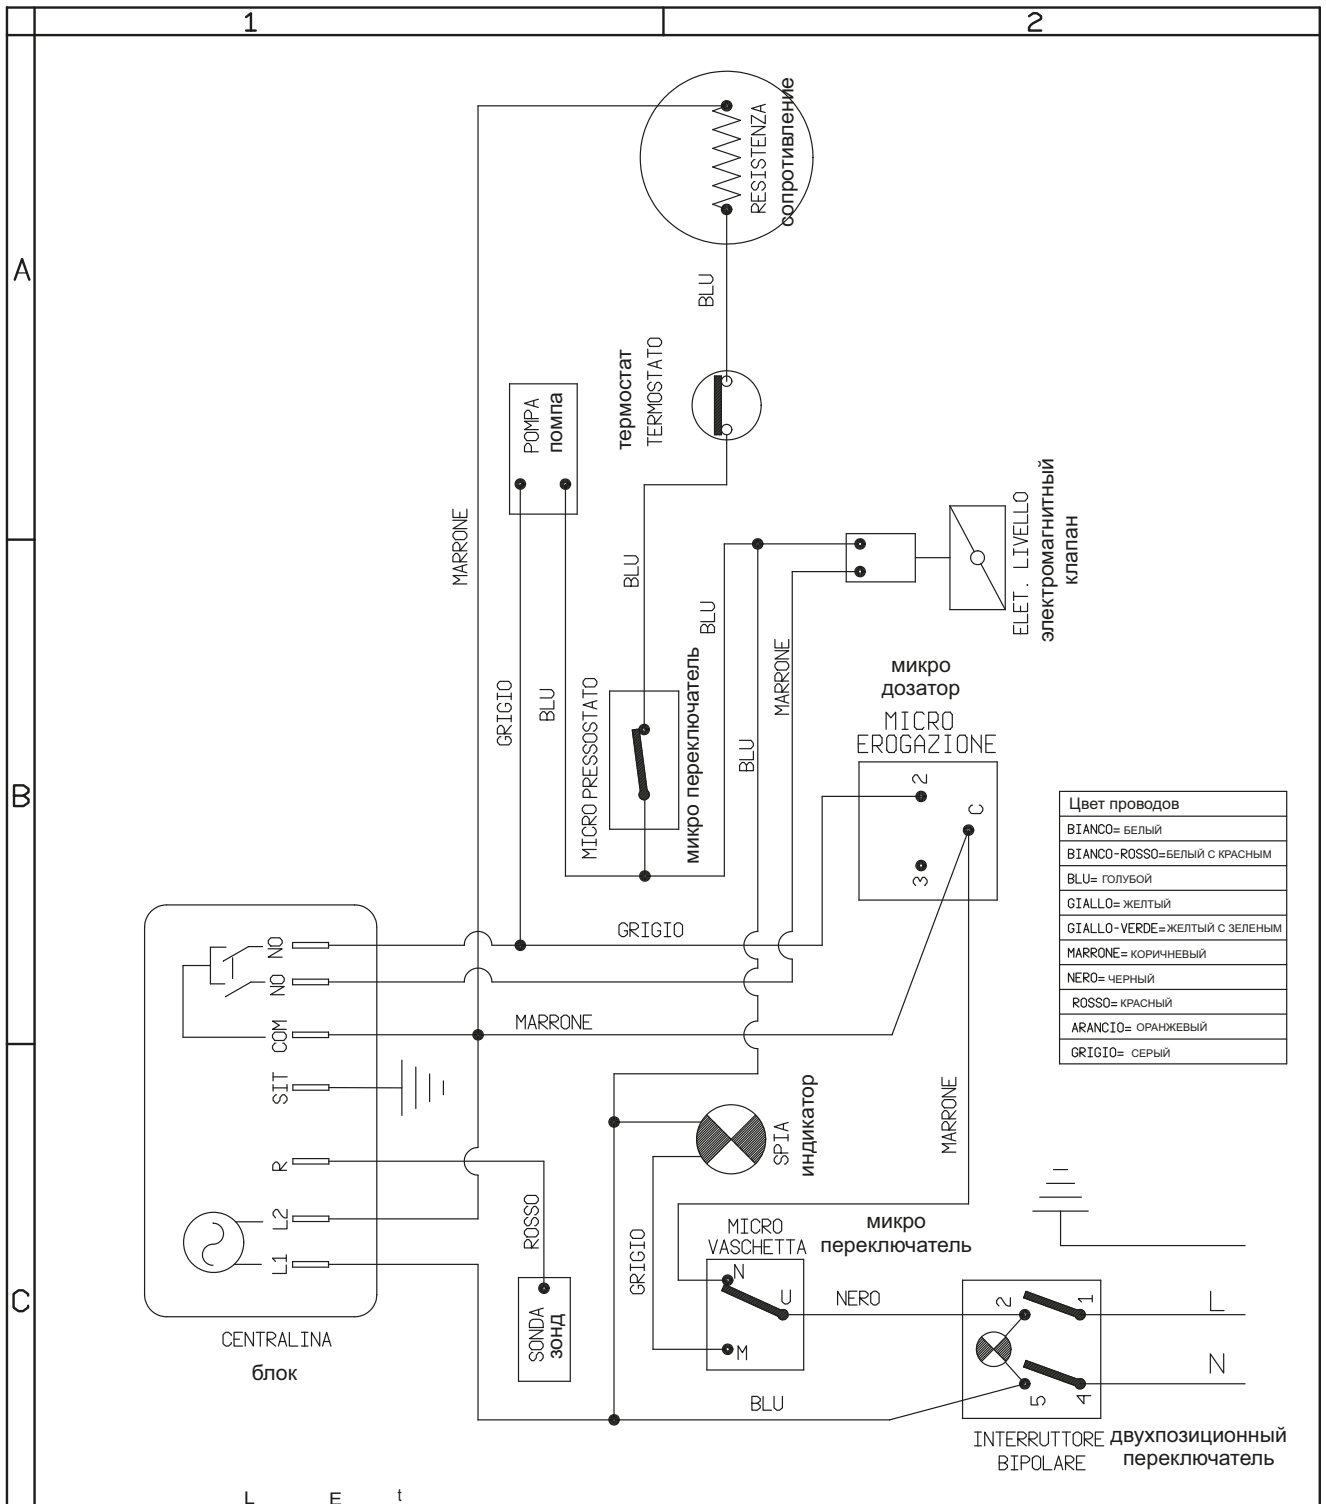 1
2
A
B
C
RESISTENZA
сопротивление
BLU
термостат
TERMOSTATO
POMPA
помпа
MARRONE
ELET. LIVELLO
электромагнитный
клапан
BLU
BLU
MARRONE
GRIGIO
BLU
MICRO PRESSOSTATO
микро переключатель
BLU
микро
дозатор
MICRO
EROGAZIONE
2
C
3
Цвет проводов
BIANCO= БЕЛЫЙ
BIANCO-ROSSO=БЕЛЫЙ С КРАСНЫМ
BLU= ГОЛУБОЙ
GIALLO= ЖЕЛТЫЙ
GIALLO-VERDE=ЖЕЛТЫЙ С ЗЕЛЕНЫМ
MARRONE= КОРИЧНЕВЫЙ
NERO= ЧЕРНЫЙ
ROSSO= КРАСНЫЙ
ARANCIO= ОРАНЖЕВЫЙ
GRIGIO= СЕРЫЙ
GRIGIO
NO
NO
COM
SIT
R
L2
L1
MARRONE
MARRONE
SPIA
индикатор
ROSSO
GRIGIO
MICRO
VASCHETTA
микро
переключатель
N
U
M
NERO
2
1
5
4
L
N
SONDA
зонд
CENTRALINA
блок
BLU
INTERRUTTORE
BIPOLARE
двухпозиционный
переключатель
L E t